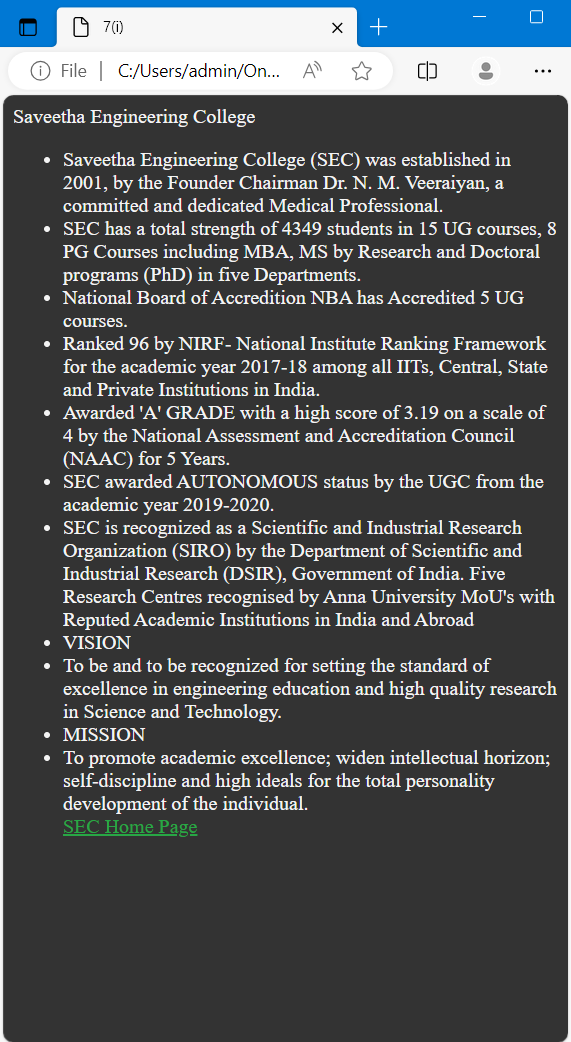 7(i)
File
C:/Users/admin/On...
Saveetha Engineering College
• Saveetha Engineering College (SEC) was established in
2001, by the Founder Chairman Dr. N. M. Veeraiyan, a
committed and dedicated Medical Professional.
• SEC has a total strength of 4349 students in 15 UG courses, 8
PG Courses including MBA, MS by Research and Doctoral
programs (PhD) in five Departments.
• National Board of Accredition NBA has Accredited 5 UG
courses.
• Ranked 96 by NIRF- National Institute Ranking Framework
for the academic year 2017-18 among all IITs, Central, State
and Private Institutions in India.
• Awarded 'A' GRADE with a high score of 3.19 on a scale of
4 by the National Assessment and Accreditation Council
(NAAC) for 5 Years.
• SEC awarded AUTONOMOUS status by the UGC from the
academic year 2019-2020.
• SEC is recognized as a Scientific and Industrial Research
Organization (SIRO) by the Department of Scientific and
Industrial Research (DSIR), Government of India. Five
Research Centres recognised by Anna University MoU's with
Reputed Academic Institutions in India and Abroad
• VISION
• To be and to be recognized for setting the standard of
excellence in engineering education and high quality research
in Science and Technology.
• MISSION
• To promote academic excellence; widen intellectual horizon;
self-discipline and high ideals for the total personality
development of the individual.
SEC Home Page